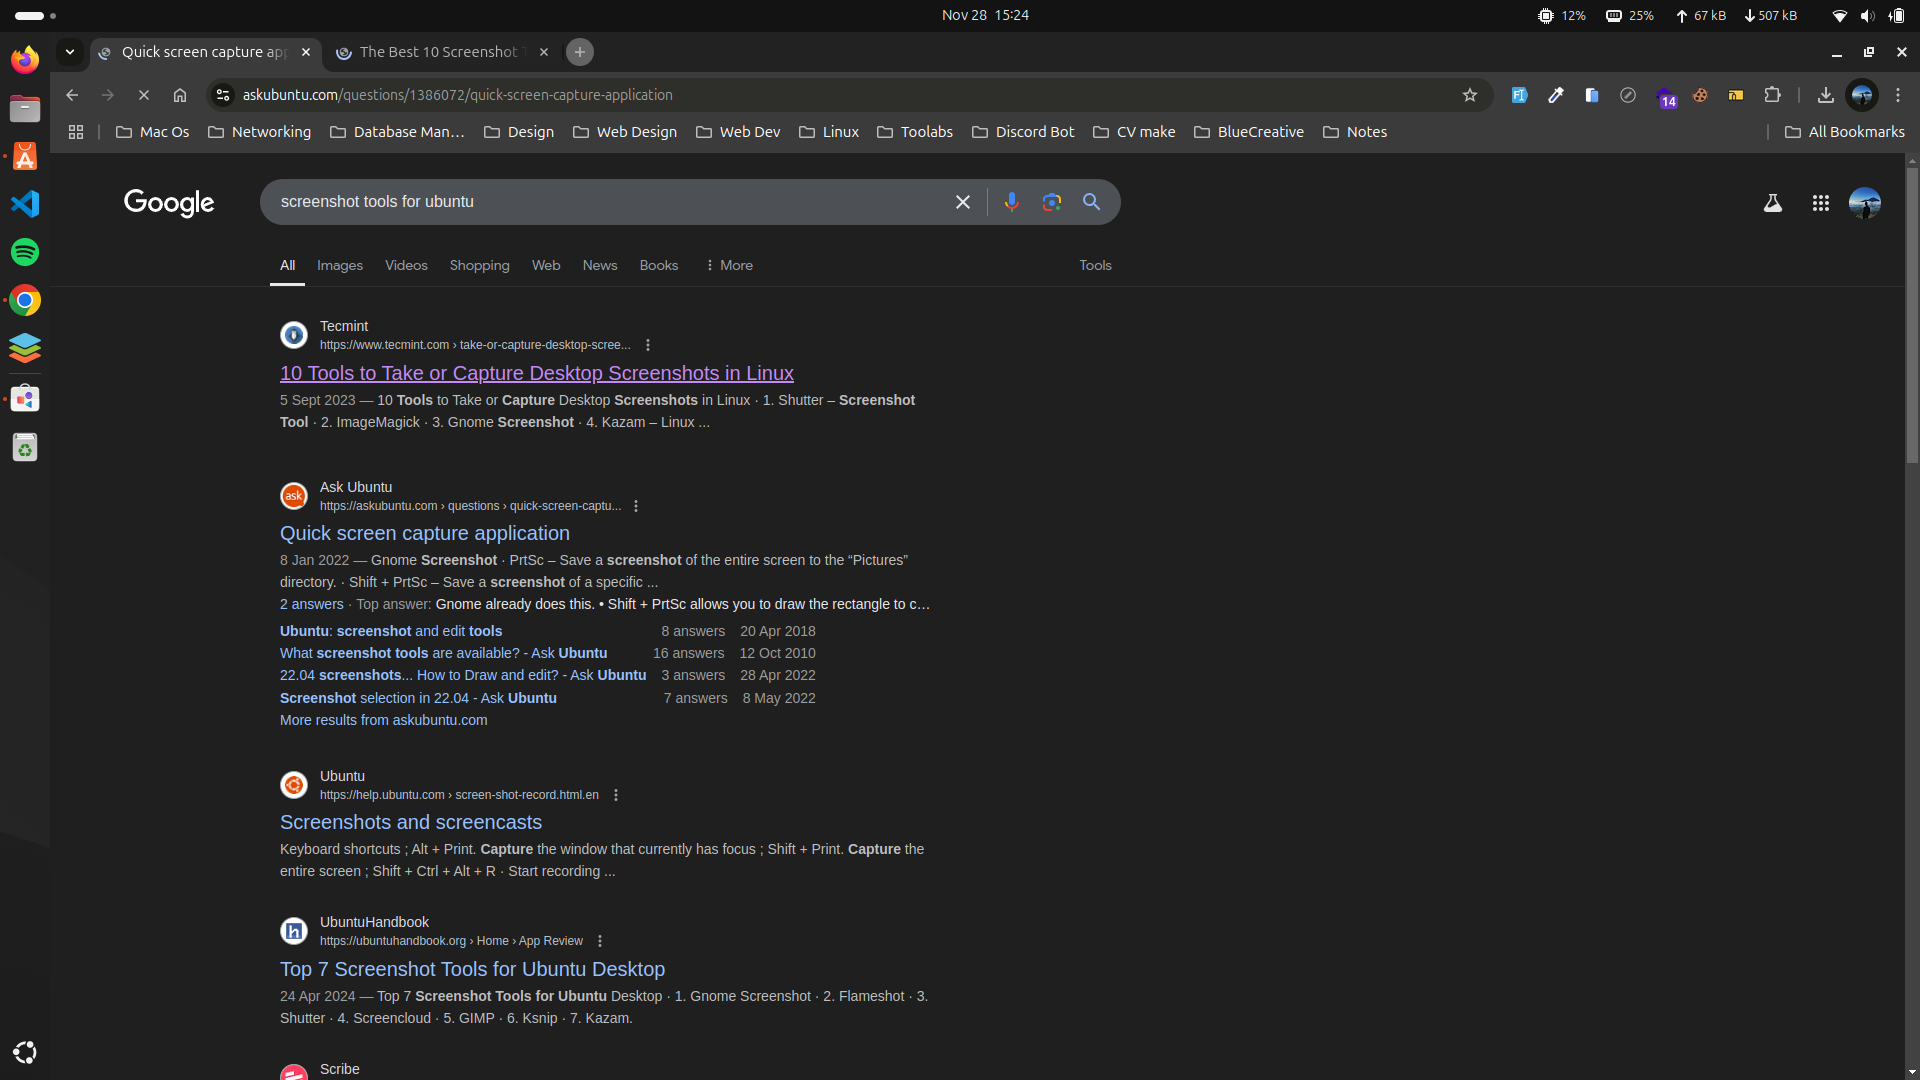 Nov 28 15:24
12% 25% 67 kB 507 kB
Quick screen capture ap
The Best 10 Screenshot
askubuntu.com/questions/1386072/quick-screen-capture-application
14
Mac Os Networking Database Man… Design Web Design Web Dev Linux Toolabs Discord Bot CV make BlueCreative Notes All Bookmarks
Google
screenshot tools for ubuntu
All Images Videos Shopping Web News Books More Tools
Tecmint
https://www.tecmint.com › take-or-capture-desktop-scree...
10 Tools to Take or Capture Desktop Screenshots in Linux
5 Sept 2023 — 10 Tools to Take or Capture Desktop Screenshots in Linux · 1. Shutter – Screenshot
Tool · 2. ImageMagick · 3. Gnome Screenshot · 4. Kazam – Linux ...
ask
Ask Ubuntu
https://askubuntu.com › questions › quick-screen-captu...
Quick screen capture application
8 Jan 2022 — Gnome Screenshot · PrtSc – Save a screenshot of the entire screen to the “Pictures”
directory. · Shift + PrtSc – Save a screenshot of a specific ...
2 answers · Top answer: Gnome already does this. • Shift + PrtSc allows you to draw the rectangle to c…
Ubuntu: screenshot and edit tools 8 answers 20 Apr 2018
What screenshot tools are available? - Ask Ubuntu 16 answers 12 Oct 2010
22.04 screenshots... How to Draw and edit? - Ask Ubuntu 3 answers 28 Apr 2022
Screenshot selection in 22.04 - Ask Ubuntu 7 answers 8 May 2022
More results from askubuntu.com
Ubuntu
https://help.ubuntu.com › screen-shot-record.html.en
Screenshots and screencasts
Keyboard shortcuts ; Alt + Print. Capture the window that currently has focus ; Shift + Print. Capture the
entire screen ; Shift + Ctrl + Alt + R · Start recording ...
h
UbuntuHandbook
https://ubuntuhandbook.org › Home › App Review
Top 7 Screenshot Tools for Ubuntu Desktop
24 Apr 2024 — Top 7 Screenshot Tools for Ubuntu Desktop · 1. Gnome Screenshot · 2. Flameshot · 3.
Shutter · 4. Screencloud · 5. GIMP · 6. Ksnip · 7. Kazam.
Scribe